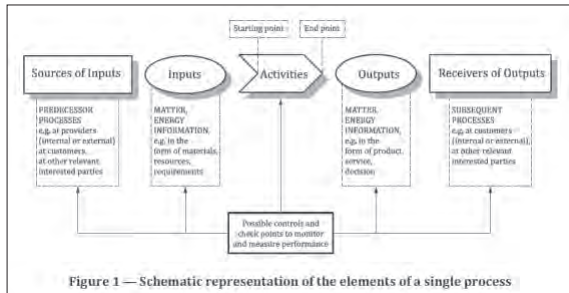 Starting point
End point
Sources of Inputs
Inputs
Activities
Outputs
Receivers of Outputs
PREDECESSOR
PROCESSES
e.g. at providers
(internal or external)
at customers,
at other relevant
interested parties
MATTER,
ENERGY
INFORMATION,
e.g. in the
form of materials,
resources,
requirements
MATTER,
ENERGY
INFORMATION,
e.g. in the
form of product,
service,
decision
SUBSEQUENT
PROCESSES
e.g. at customers
(internal or external),
at other relevant
interested parties
Possible controls and
check points to monitor
and measure performance
Figure 1 — Schematic representation of the elements of a single process